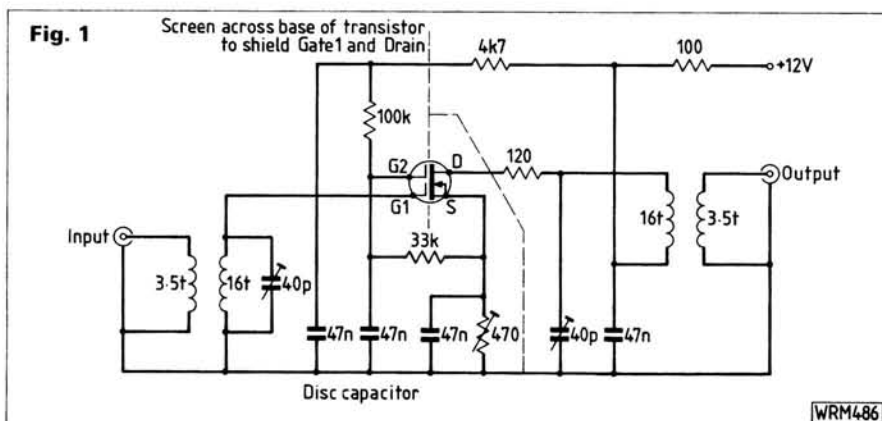 Fig. 1
Screen across base of transistor
to shield Gate1 and Drain
4k7
100
+12V
100k
G2
D
120
Output
G1
S
Input
33k
16t
3·5t
3·5t
16t
40p
47n
47n
47n
470
40p
47n
Disc capacitor
WRM486